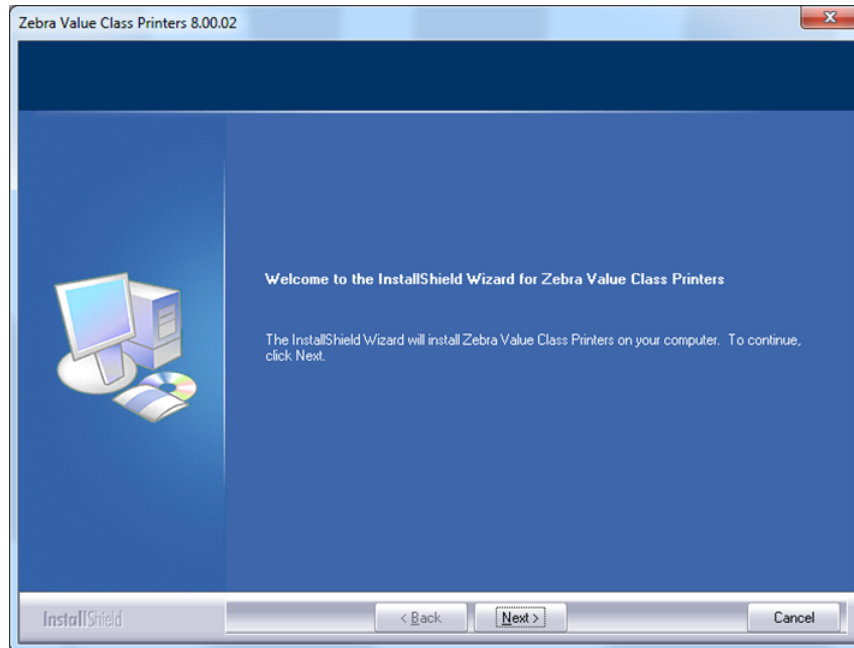 Zebra Value Class Printers 8.00.02
Welcome to the InstallShield Wizard for Zebra Value Class Printers
The InstallShield Wizard will install Zebra Value Class Printers on your computer. To continue,
click Next.
InstallShield
< Back
Next >
Cancel